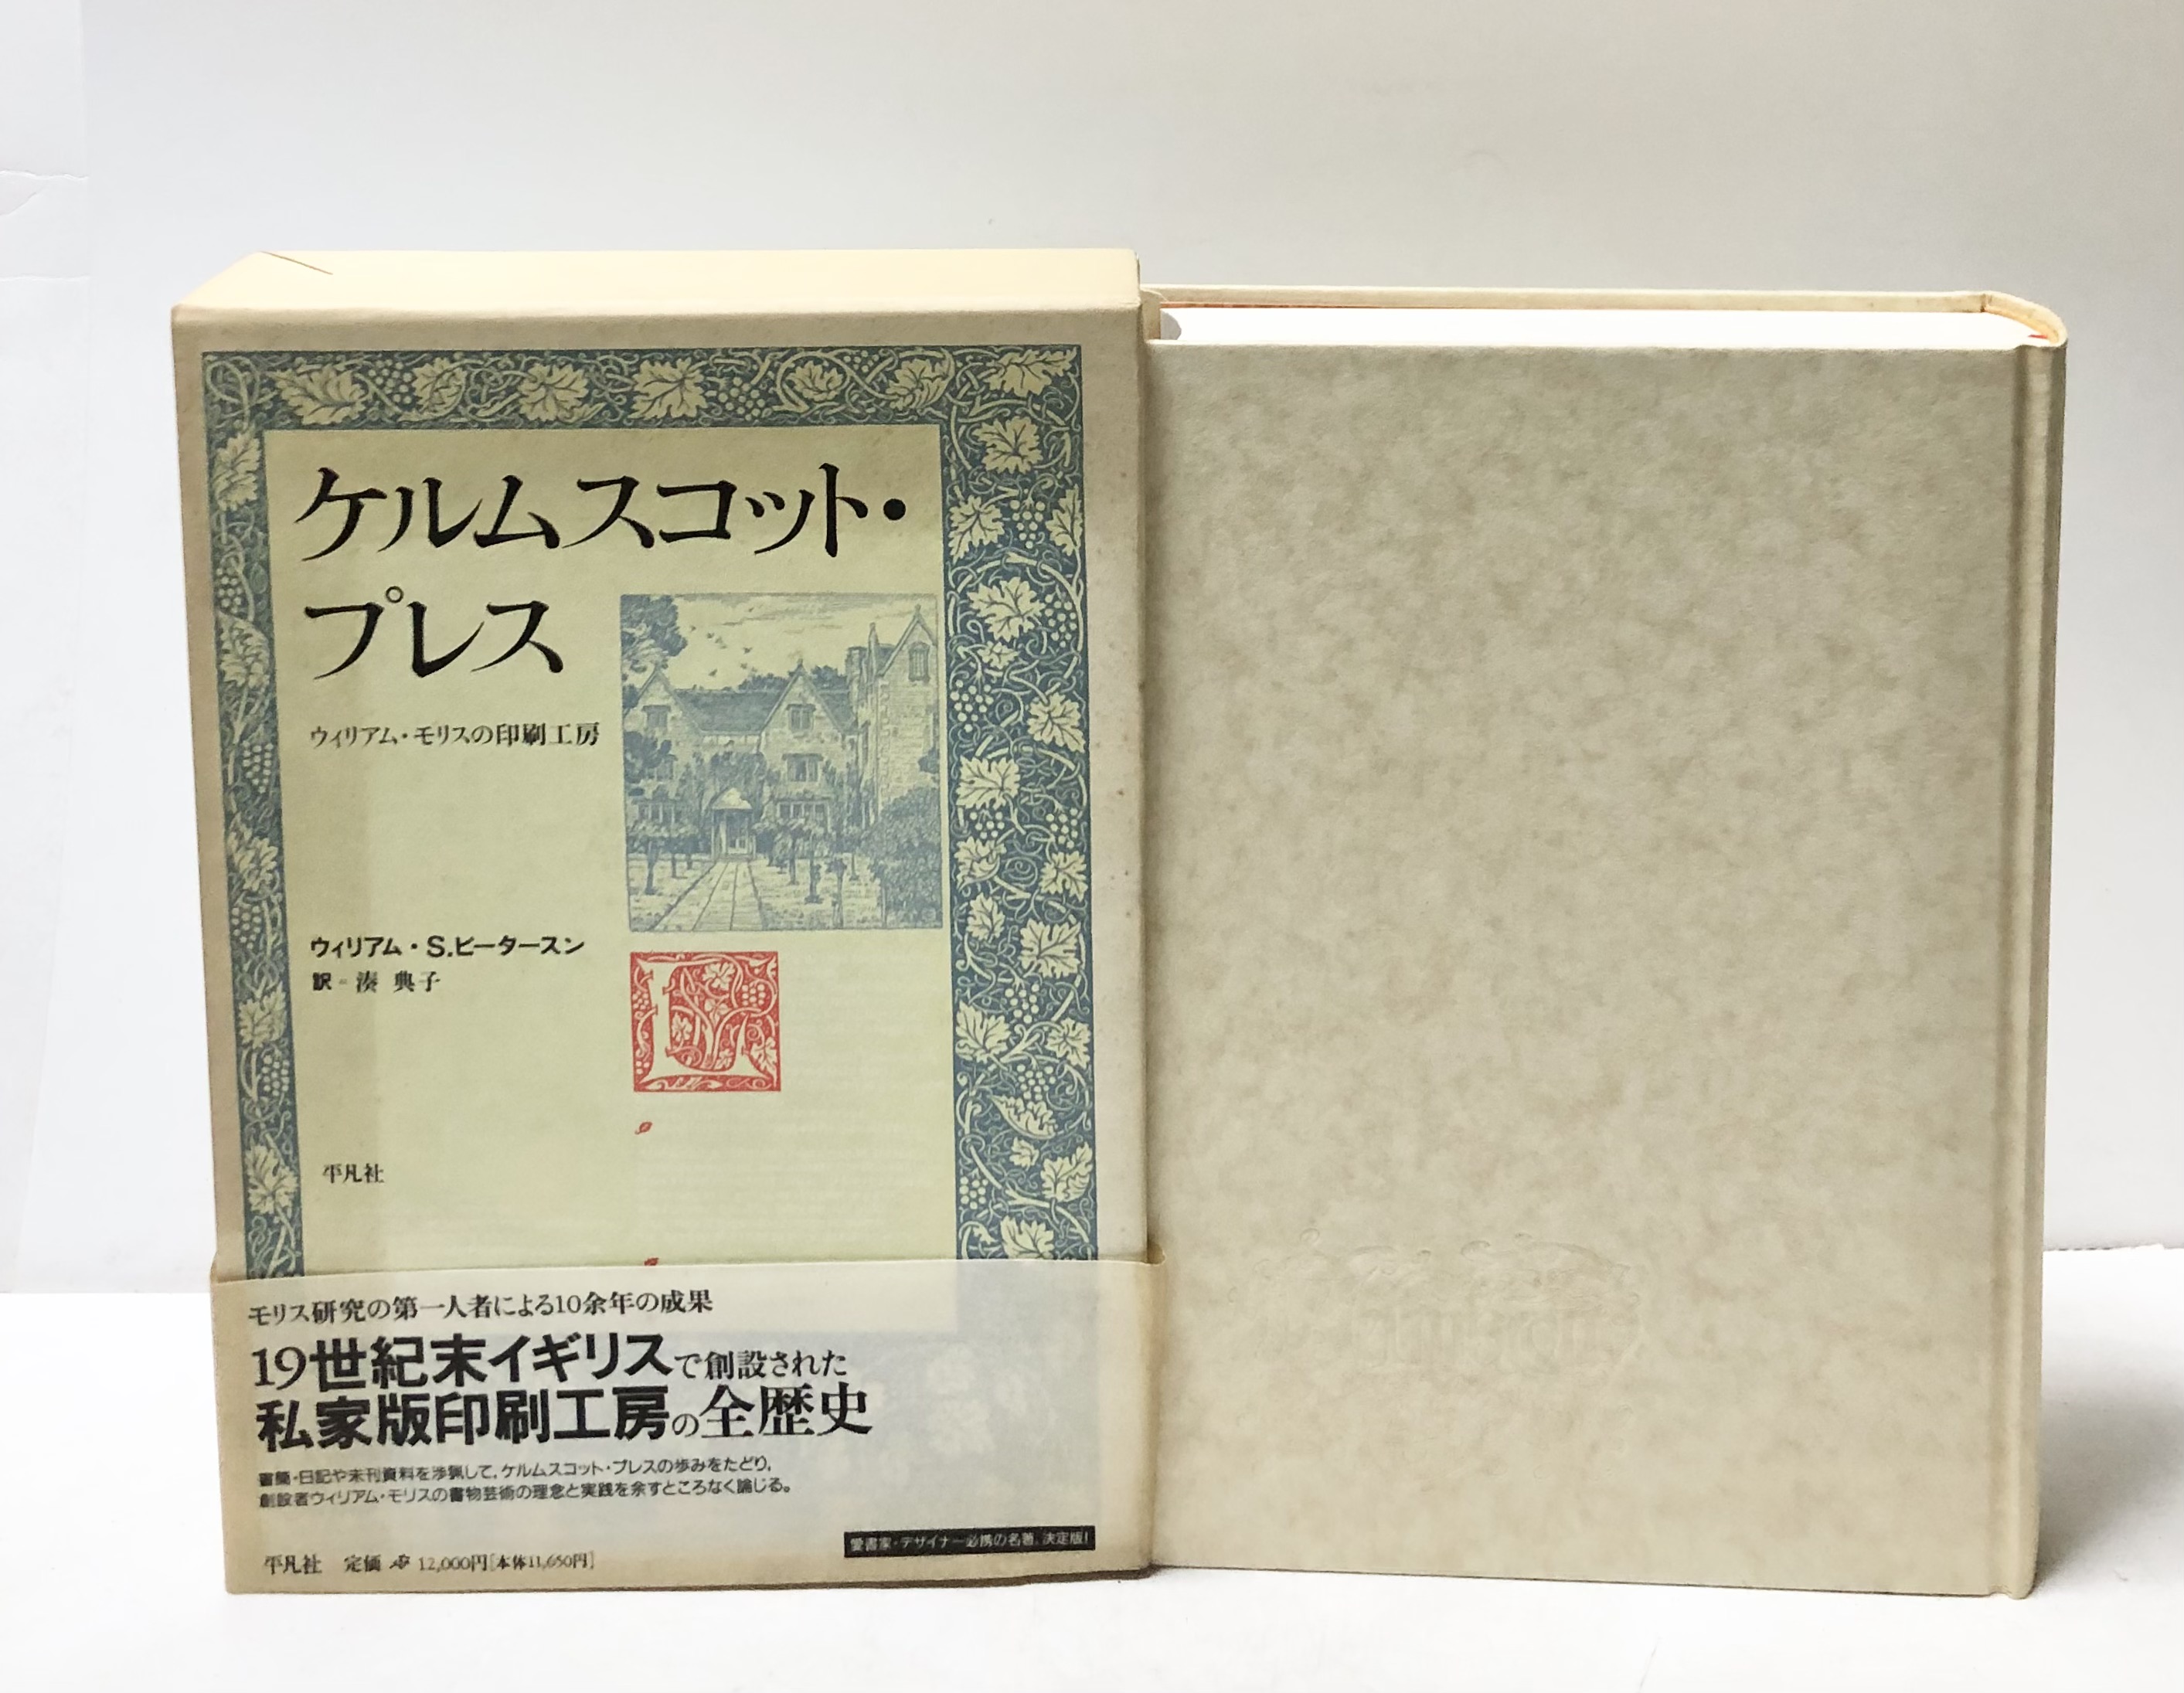 ケルムスコット・
プレス
ウィリアム・モリスの印刷工房
ウィリアム・S.ピータースン
訳=湊 典子
L
平凡社
モリス研究の第一人者による10余年の成果
19世紀末イギリスで創設された
私家版印刷工房の全歴史
書簡・日記や未刊資料を渉猟して、ケルムスコット・プレスの歩みをたどり、
創設者ウィリアム・モリスの書物芸術の理念と実践を余すところなく論じる。
愛書家・デザイナー必携の名著、決定版!
平凡社 定価 12,000円[本体11,650円]